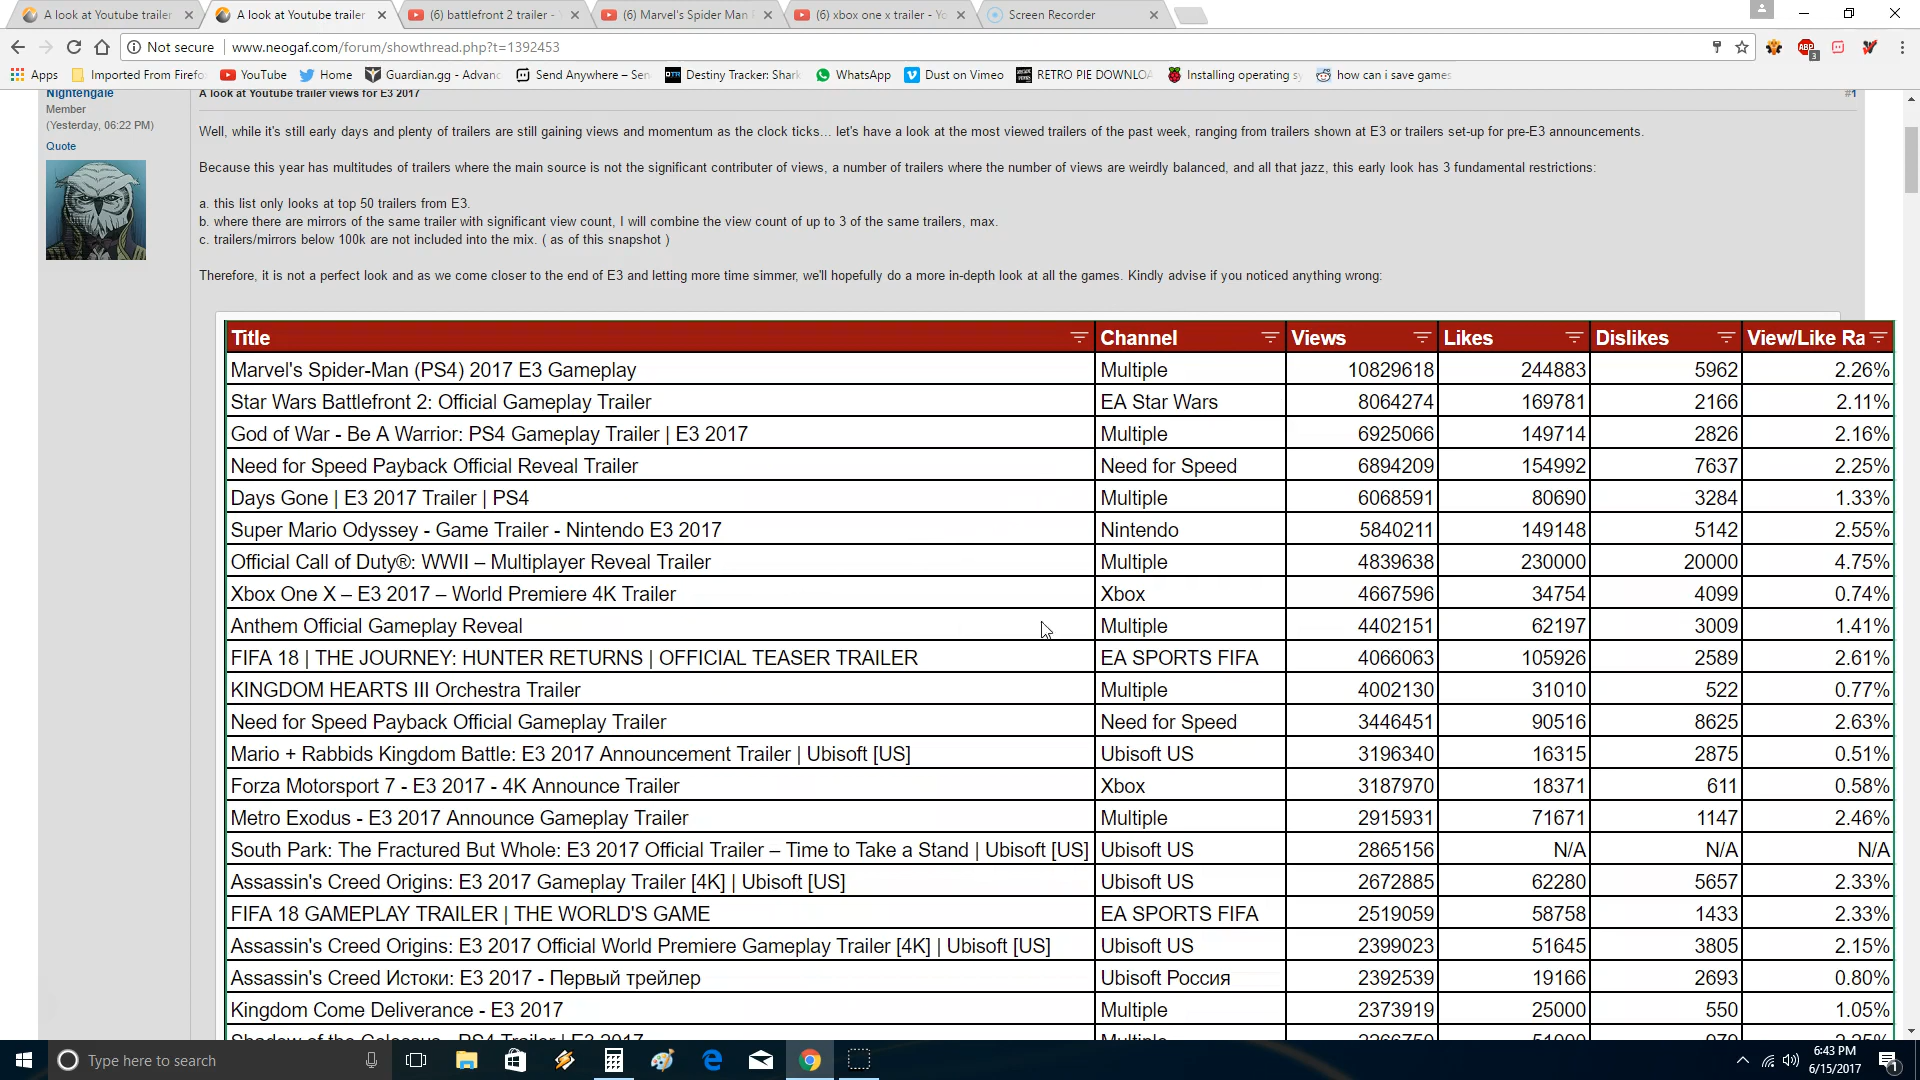 A look at Youtube trailer
A look at Youtube trailer
(6) battlefront 2 trailer -
(6) Marvel's Spider Man
(6) xbox one x trailer - Yo
Screen Recorder
Not secure
www.neogaf.com/forum/showthread.php?t=1392453
ABP
3
Apps
Imported From Firefo
YouTube
Home
Guardian.gg - Advanc
Send Anywhere – Sen
DTR
Destiny Tracker: Shark
WhatsApp
Dust on Vimeo
RETRO PIE DOWNLOA
Installing operating sy
how can i save games
Nightengale
A look at Youtube trailer views for E3 2017
#1
Member
(Yesterday, 06:22 PM)
Quote
Well, while it's still early days and plenty of trailers are still gaining views and momentum as the clock ticks... let's have a look at the most viewed trailers of the past week, ranging from trailers shown at E3 or trailers set-up for pre-E3 announcements.
Because this year has multitudes of trailers where the main source is not the significant contributer of views, a number of trailers where the number of views are weirdly balanced, and all that jazz, this early look has 3 fundamental restrictions:
a. this list only looks at top 50 trailers from E3.
b. where there are mirrors of the same trailer with significant view count, I will combine the view count of up to 3 of the same trailers, max.
c. trailers/mirrors below 100k are not included into the mix. ( as of this snapshot )
Therefore, it is not a perfect look and as we come closer to the end of E3 and letting more time simmer, we'll hopefully do a more in-depth look at all the games. Kindly advise if you noticed anything wrong:
Title Channel Views Likes Dislikes View/Like Ra
Marvel's Spider-Man (PS4) 2017 E3 Gameplay Multiple 10829618 244883 5962 2.26%
Star Wars Battlefront 2: Official Gameplay Trailer EA Star Wars 8064274 169781 2166 2.11%
God of War - Be A Warrior: PS4 Gameplay Trailer | E3 2017 Multiple 6925066 149714 2826 2.16%
Need for Speed Payback Official Reveal Trailer Need for Speed 6894209 154992 7637 2.25%
Days Gone | E3 2017 Trailer | PS4 Multiple 6068591 80690 3284 1.33%
Super Mario Odyssey - Game Trailer - Nintendo E3 2017 Nintendo 5840211 149148 5142 2.55%
Official Call of Duty®: WWII – Multiplayer Reveal Trailer Multiple 4839638 230000 20000 4.75%
Xbox One X – E3 2017 – World Premiere 4K Trailer Xbox 4667596 34754 4099 0.74%
Anthem Official Gameplay Reveal Multiple 4402151 62197 3009 1.41%
FIFA 18 | THE JOURNEY: HUNTER RETURNS | OFFICIAL TEASER TRAILER EA SPORTS FIFA 4066063 105926 2589 2.61%
KINGDOM HEARTS III Orchestra Trailer Multiple 4002130 31010 522 0.77%
Need for Speed Payback Official Gameplay Trailer Need for Speed 3446451 90516 8625 2.63%
Mario + Rabbids Kingdom Battle: E3 2017 Announcement Trailer | Ubisoft [US] Ubisoft US 3196340 16315 2875 0.51%
Forza Motorsport 7 - E3 2017 - 4K Announce Trailer Xbox 3187970 18371 611 0.58%
Metro Exodus - E3 2017 Announce Gameplay Trailer Multiple 2915931 71671 1147 2.46%
South Park: The Fractured But Whole: E3 2017 Official Trailer – Time to Take a Stand | Ubisoft [US] Ubisoft US 2865156 N/A N/A N/A
Assassin's Creed Origins: E3 2017 Gameplay Trailer [4K] | Ubisoft [US] Ubisoft US 2672885 62280 5657 2.33%
FIFA 18 GAMEPLAY TRAILER | THE WORLD'S GAME EA SPORTS FIFA 2519059 58758 1433 2.33%
Assassin's Creed Origins: E3 2017 Official World Premiere Gameplay Trailer [4K] | Ubisoft [US] Ubisoft US 2399023 51645 3805 2.15%
Assassin's Creed Истоки: E3 2017 - Первый трейлер Ubisoft Россия 2392539 19166 2693 0.80%
Kingdom Come Deliverance - E3 2017 Multiple 2373919 25000 550 1.05%
Shadow of the Colossus - PS4 Trailer | E3 2017 Multiple
Type here to search
6:43 PM
6/15/2017
1